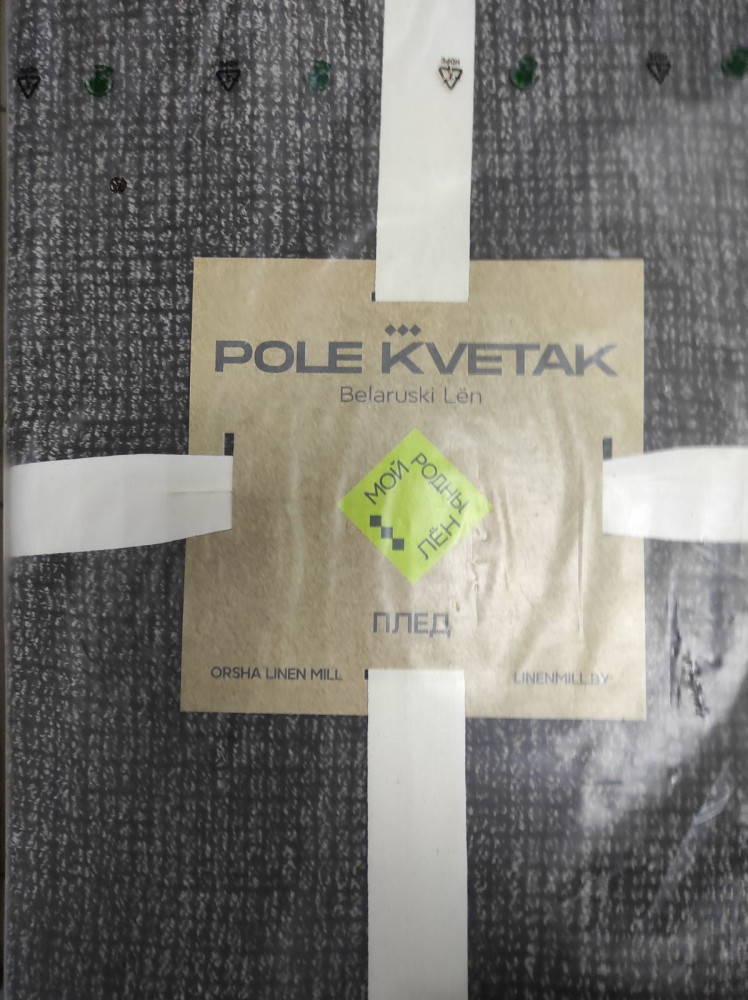 POLE KVETAK
Belaruski Lën
МОЙ
РОДНЫ
ЛЁН
ПЛЕД
ORSHA LINEN MILL
LINENMILL.BY